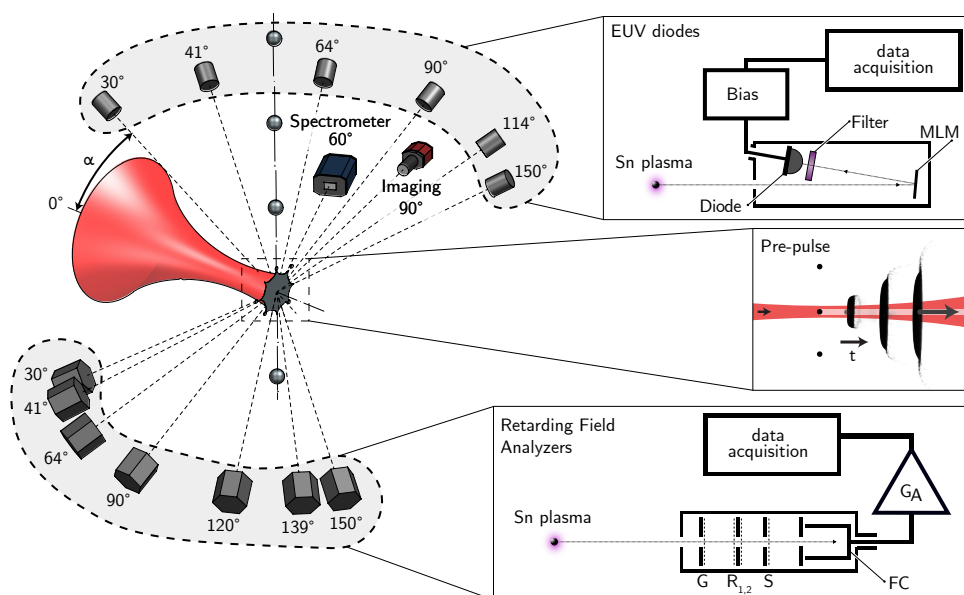 EUV diodes
data
acquisition
Bias
Filter
MLM
Sn plasma
Diode
30°
41°
64°
90°
114°
150°
Spectrometer
60°
Imaging
90°
α
0°
Pre-pulse
t
30°
41°
64°
90°
120°
139°
150°
Retarding Field
Analyzers
data
acquisition
GA
Sn plasma
G
R1,2
S
FC